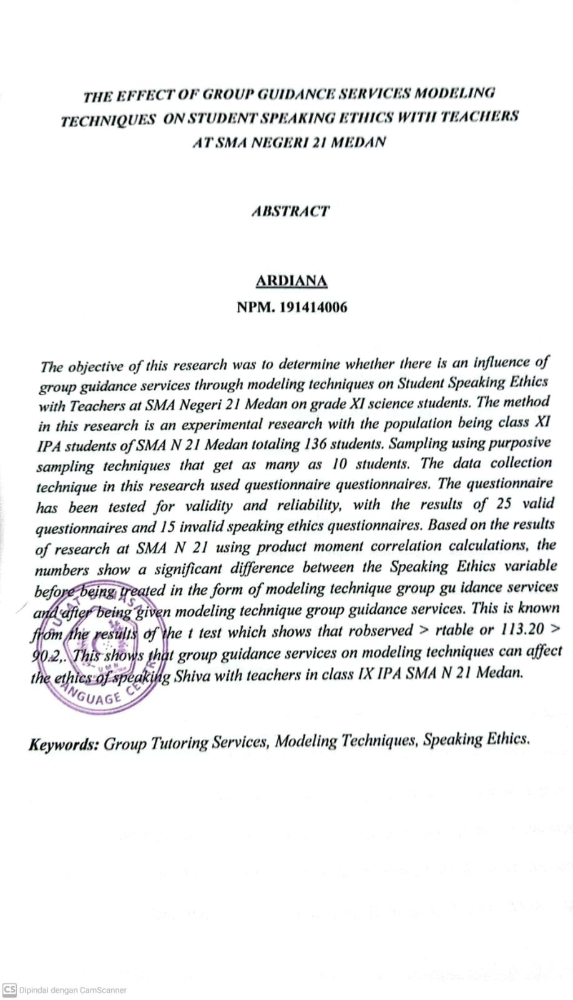 THE EFFECT OF GROUP GUIDANCE SERVICES MODELING
TECHNIQUES ON STUDENT SPEAKING ETHICS WITH TEACHERS
AT SMA NEGERI 21 MEDAN
ABSTRACT
ARDIANA
NPM. 191414006
The objective of this research was to determine whether there is an influence of
group guidance services through modeling techniques on Student Speaking Ethics
with Teachers at SMA Negeri 21 Medan on grade XI science students. The method
in this research is an experimental research with the population being class XI
IPA students of SMA N 21 Medan totaling 136 students. Sampling using purposive
sampling techniques that get as many as 10 students. The data collection
technique in this research used questionnaire questionnaires. The questionnaire
has been tested for validity and reliability, with the results of 25 valid
questionnaires and 15 invalid speaking ethics questionnaires. Based on the results
of research at SMA N 21 using product moment correlation calculations, the
numbers show a significant difference between the Speaking Ethics variable
before being treated in the form of modeling technique group gu idance services
and after being given modeling technique group guidance services. This is known
from the results of the t test which shows that robserved > rtable or 113.20 >
90.2,. This shows that group guidance services on modeling techniques can affect
the ethics of speaking Shiva with teachers in class IX IPA SMA N 21 Medan.
UMN
LANGUAGE
Keywords: Group Tutoring Services, Modeling Techniques, Speaking Ethics.
CS Dipindai dengan CamScanner